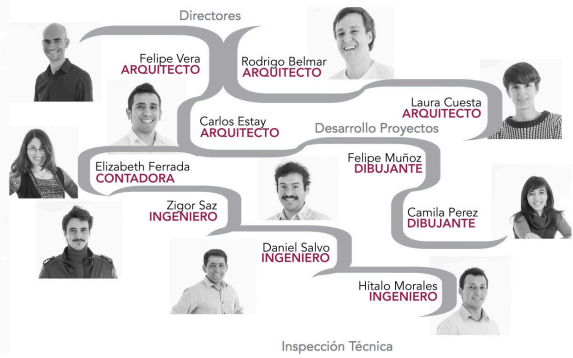 Directores
Felipe Vera
ARQUITECTO
Rodrigo Belmar
ARQUITECTO
Laura Cuesta
ARQUITECTO
Carlos Estay
ARQUITECTO
Desarrollo Proyectos
Elizabeth Ferrada
CONTADORA
Felipe Muñoz
DIBUJANTE
Zigor Saz
INGENIERO
Camila Perez
DIBUJANTE
Daniel Salvo
INGENIERO
Hítalo Morales
INGENIERO
Inspección Técnica